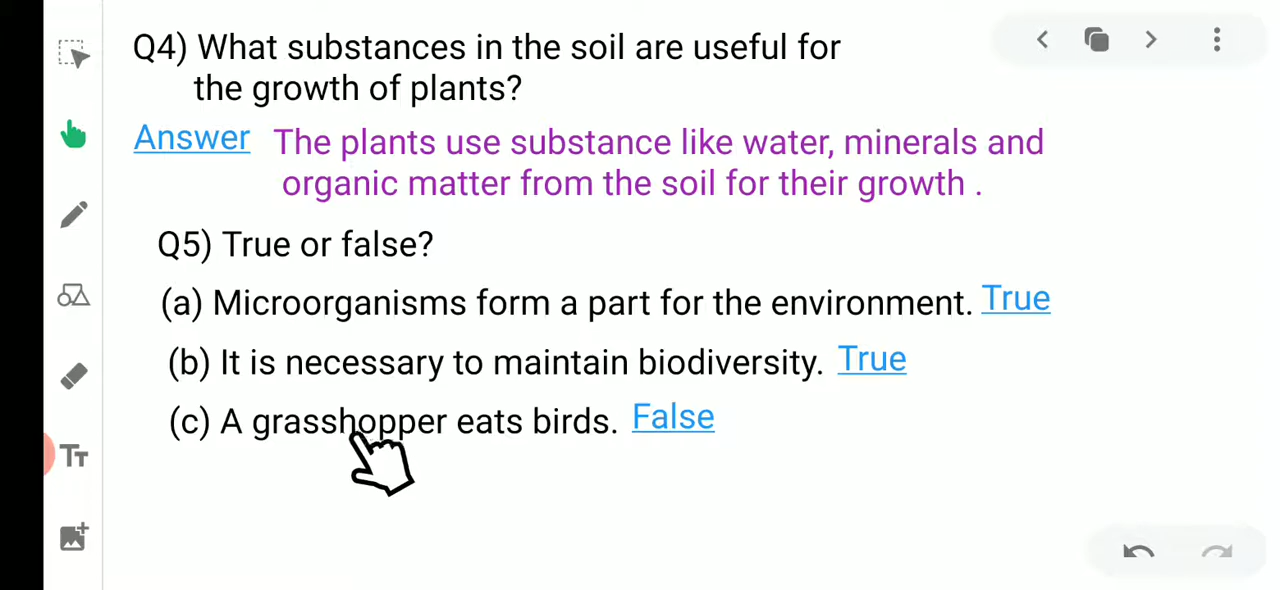 Q4) What substances in the soil are useful for
the growth of plants?
Answer The plants use substance like water, minerals and
organic matter from the soil for their growth .
Q5) True or false?
(a) Microorganisms form a part for the environment. True
(b) It is necessary to maintain biodiversity. True
(c) A grasshopper eats birds. False
TT